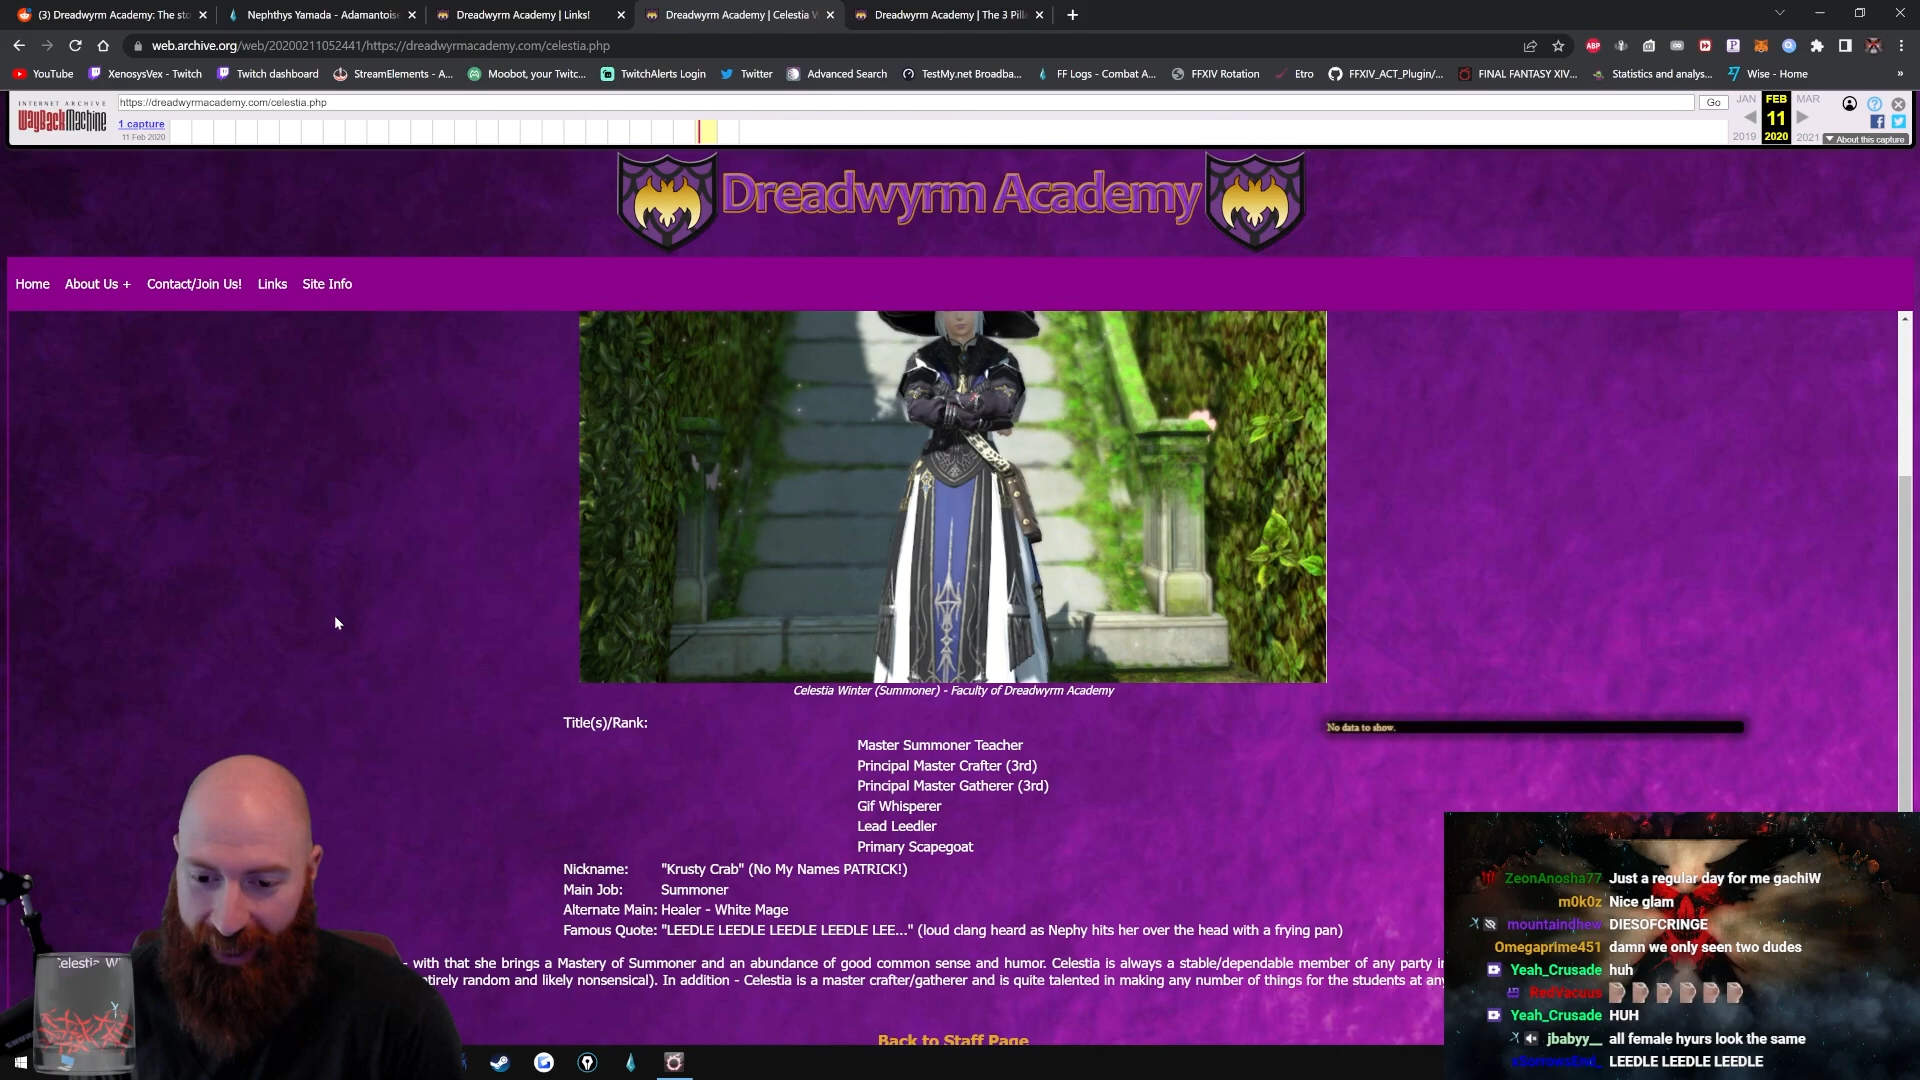 (3) Dreadwyrm Academy: The sto
Nephthys Yamada - Adamantoise
Dreadwyrm Academy | Links!
Dreadwyrm Academy | Celestia W
Dreadwyrm Academy | The 3 Pilla
web.archive.org/web/20200211052441/https://dreadwyrmacademy.com/celestia.php
YouTube
XenosysVex - Twitch
Twitch dashboard
StreamElements - A...
Moobot, your Twitc...
TwitchAlerts Login
Twitter
Advanced Search
TestMy.net Broadba...
FF Logs - Combat A...
FFXIV Rotation
Etro
FFXIV_ACT_Plugin/...
FINAL FANTASY XIV...
Statistics and analys...
Wise - Home
INTERNET ARCHIVE
WayBackMachine
https://dreadwyrmacademy.com/celestia.php
Go
JAN FEB MAR
1 capture
11 Feb 2020
11
2019 2020 2021
About this capture
Dreadwyrm Academy
Home About Us + Contact/Join Us! Links Site Info
Celestia Winter (Summoner) - Faculty of Dreadwyrm Academy
Title(s)/Rank:
No data to show.
Master Summoner Teacher
Principal Master Crafter (3rd)
Principal Master Gatherer (3rd)
Gif Whisperer
Lead Leedler
Primary Scapegoat
Nickname: "Krusty Crab" (No My Names PATRICK!)
Main Job: Summoner
Alternate Main: Healer - White Mage
Famous Quote: "LEEDLE LEEDLE LEEDLE LEEDLE LEE..." (loud clang heard as Nephy hits her over the head with a frying pan)
- with that she brings a Mastery of Summoner and an abundance of good common sense and humor. Celestia is always a stable/dependable member of any party
tirely random and likely nonsensical). In addition - Celestia is a master crafter/gatherer and is quite talented in making any number of things for the students at any
Back to Staff Page
ZeonAnosha77 Just a regular day for me gachiW
m0k0z Nice glam
mountaindhew DIESOFCRINGE
Omegaprime451 damn we only seen two dudes
Yeah_Crusade huh
RedVacuus
Yeah_Crusade HUH
jbabyy__ all female hyurs look the same
LEEDLE LEEDLE LEEDLE